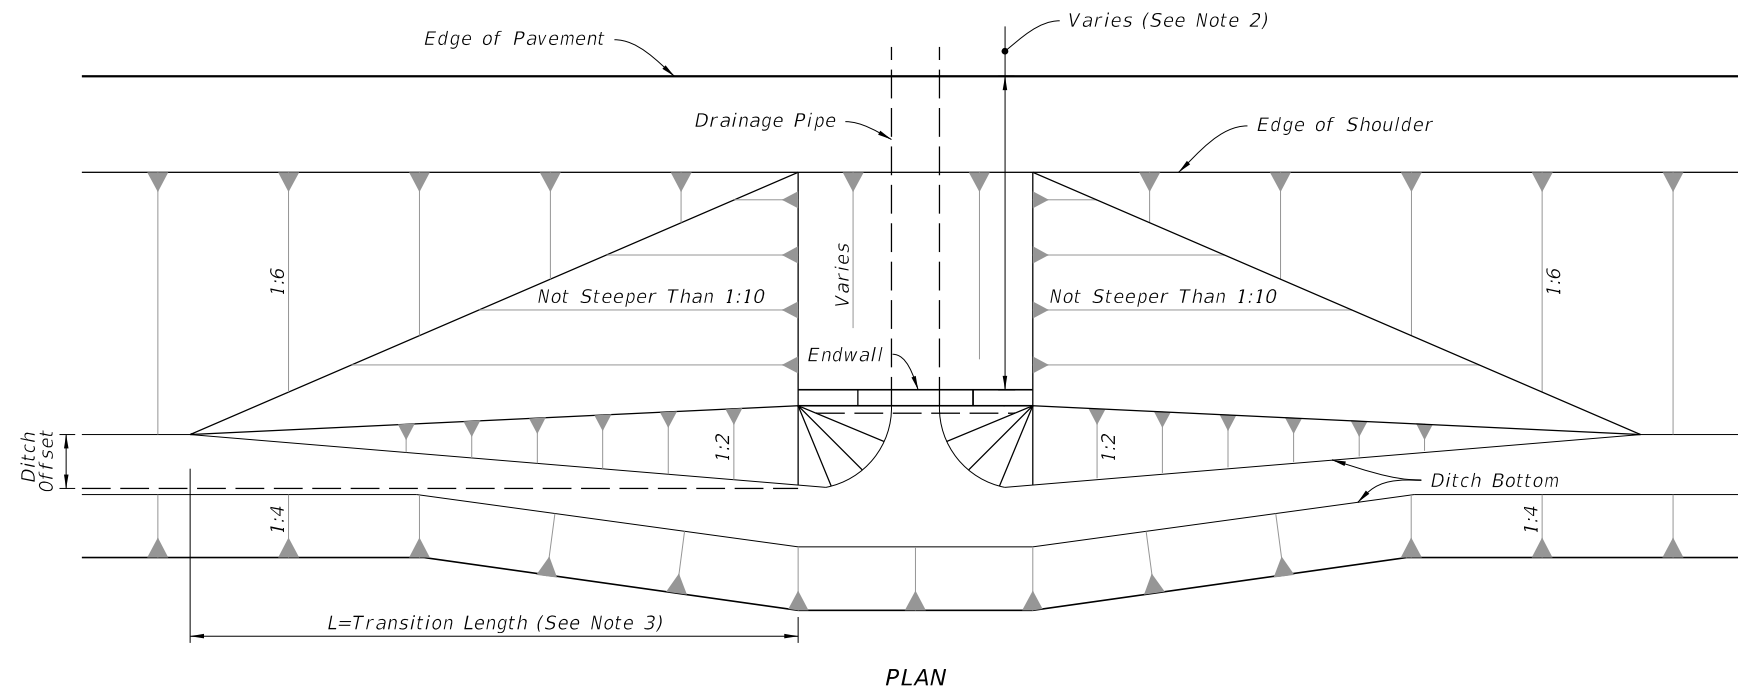 Varies (See Note 2)
Edge of Pavement
Drainage Pipe
Edge of Shoulder
1:6
Varies
1:6
Not Steeper Than 1:10
Not Steeper Than 1:10
Endwall
Ditch
Offset
1:2
1:2
Ditch Bottom
1:4
1:4
L=Transition Length (See Note 3)
PLAN